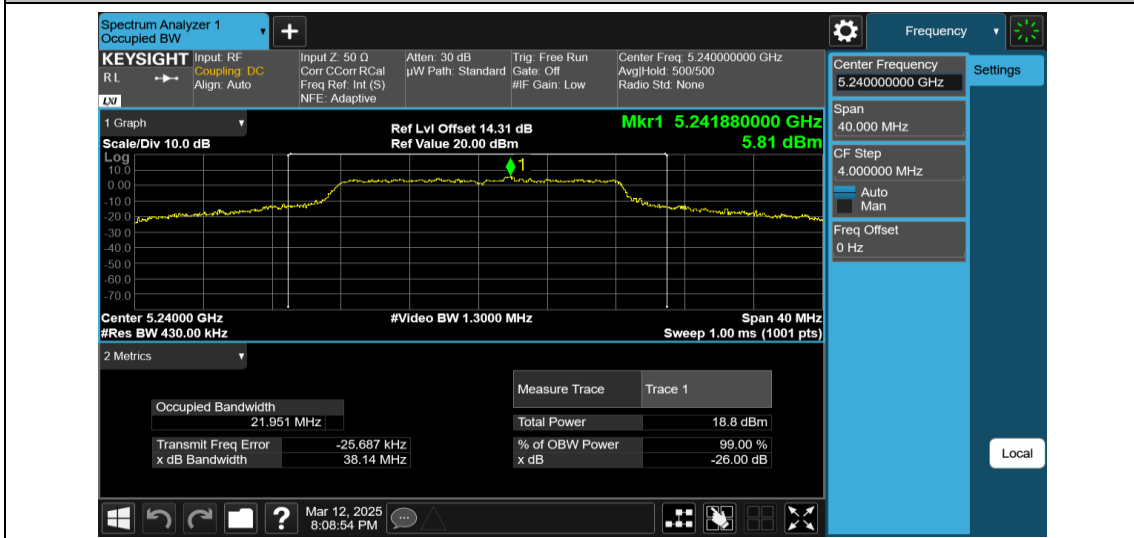 Spectrum Analyzer 1
Occupied BW
Frequency
KEYSIGHT
R L
LXI
Input: RF
Coupling: DC
Align: Auto
Input Z: 50 Ω
Corr CCorr RCal
Freq Ref: Int (S)
NFE: Adaptive
Atten: 30 dB
µW Path: Standard
Trig: Free Run
Gate: Off
#IF Gain: Low
Center Freq: 5.240000000 GHz
Avg|Hold: 500/500
Radio Std: None
Center Frequency
5.240000000 GHz
Settings
Span
40.000 MHz
CF Step
4.000000 MHz
Auto
Man
Freq Offset
0 Hz
1 Graph
Scale/Div 10.0 dB
Ref Lvl Offset 14.31 dB
Ref Value 20.00 dBm
Mkr1 5.241880000 GHz
5.81 dBm
Log
10.0
0.00
-10.0
-20.0
-30.0
-40.0
-50.0
-60.0
-70.0
1
Center 5.24000 GHz
#Video BW 1.3000 MHz
Span 40 MHz
#Res BW 430.00 kHz
Sweep 1.00 ms (1001 pts)
2 Metrics
Measure Trace Trace 1
Occupied Bandwidth
21.951 MHz
Total Power 18.8 dBm
Transmit Freq Error -25.687 kHz
% of OBW Power 99.00 %
x dB Bandwidth 38.14 MHz
x dB -26.00 dB
Local
Mar 12, 2025
8:08:54 PM